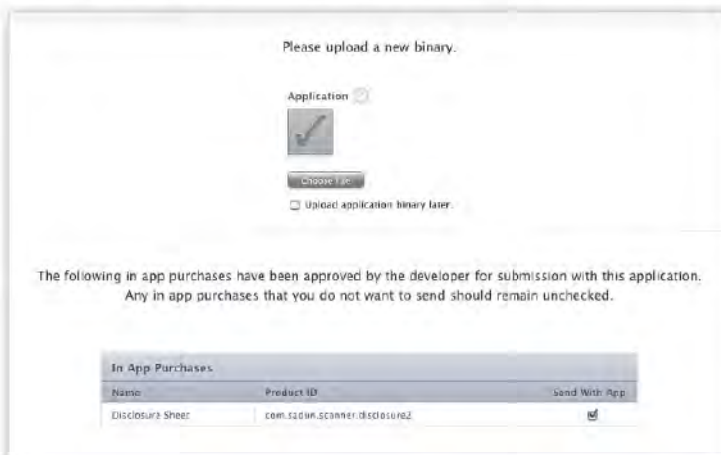 Please upload a new binary.
Application
Choose File
Upload application binary later.
The following in app purchases have been approved by the developer for submission with this application.
Any in app purchases that you do not want to send should remain unchecked.
In App Purchases
Name Product ID Send With App
Disclosure Sheet com.sadun.scanner.disclosure2